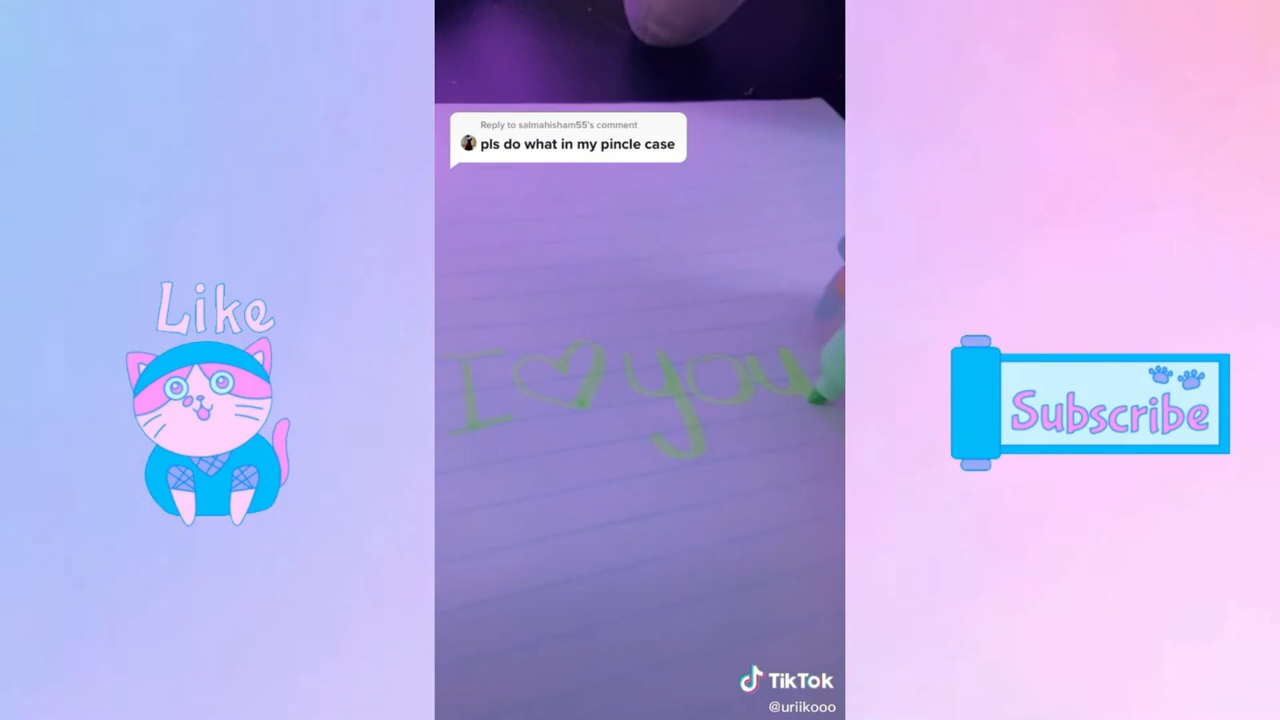 Like
Reply to salmahisham55's comment
pls do what in my pincle case
I ♡ you
Subscribe
TikTok
@uriikooo